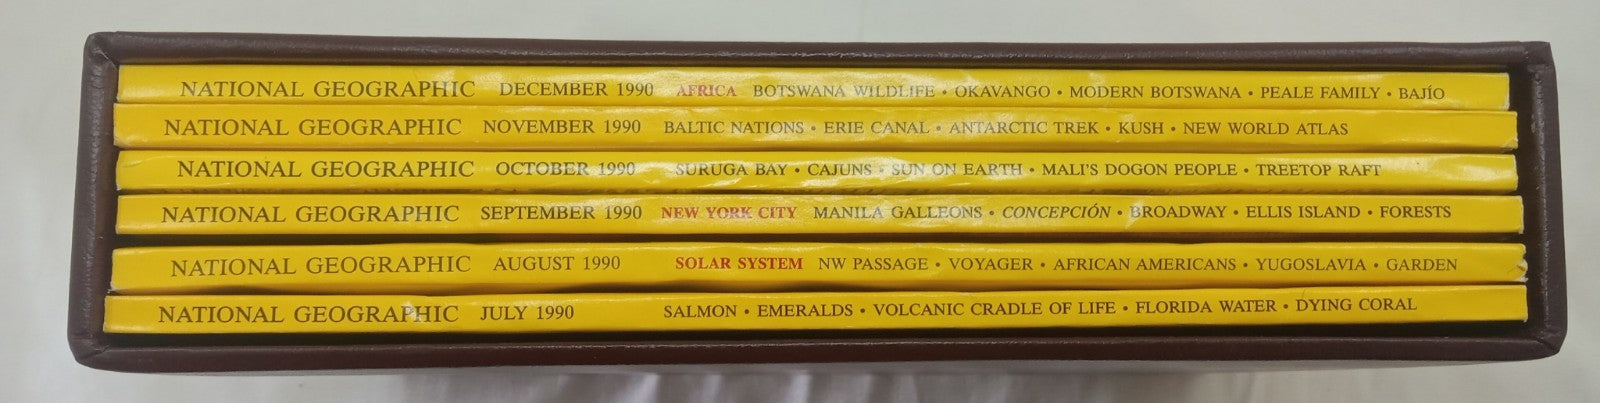 NATIONAL GEOGRAPHIC DECEMBER 1990 AFRICA BOTSWANA WILDLIFE • OKAVANGO • MODERN BOTSWANA • PEALE FAMILY • BAJÍO
NATIONAL GEOGRAPHIC NOVEMBER 1990 BALTIC NATIONS • ERIE CANAL • ANTARCTIC TREK • KUSH • NEW WORLD ATLAS
NATIONAL GEOGRAPHIC OCTOBER 1990 SURUGA BAY • CAJUNS • SUN ON EARTH • MALI'S DOGON PEOPLE • TREETOP RAFT
NATIONAL GEOGRAPHIC SEPTEMBER 1990 NEW YORK CITY MANILA GALLEONS • CONCEPCIÓN • BROADWAY • ELLIS ISLAND • FORESTS
NATIONAL GEOGRAPHIC AUGUST 1990 SOLAR SYSTEM NW PASSAGE • VOYAGER • AFRICAN AMERICANS • YUGOSLAVIA • GARDEN
NATIONAL GEOGRAPHIC JULY 1990 SALMON • EMERALDS • VOLCANIC CRADLE OF LIFE • FLORIDA WATER • DYING CORAL